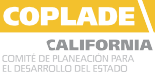 COPLADE
CALIFORNIA
COMITE DE PLANEACION PARA
EL DESARROLLO DEL ESTADO